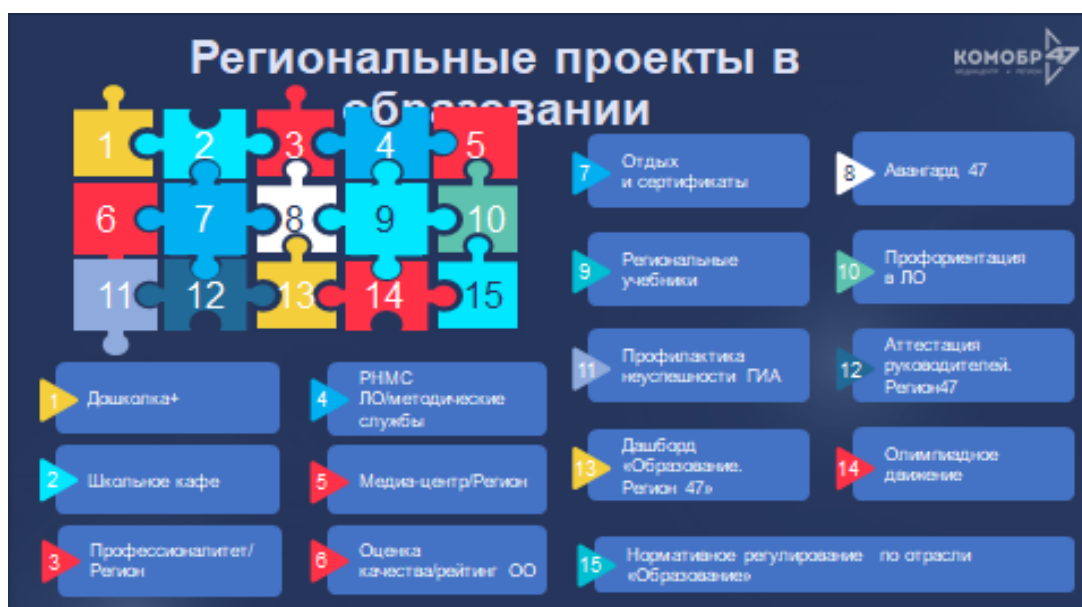 Региональные проекты в
образовании
КОМОБР 47
1 2 3 4 5
6 7 8 9 10
11 12 13 14 15
1 Дошколка+
2 Школьное кафе
3 Профессионалитет/
Регион
4 РНМС
ЛО/методические
службы
5 Медиа-центр/Регион
6 Оценка
качества/рейтинг ОО
7 Отдых
и сертификаты
8 Авангард 47
9 Региональные
учебники
10 Профориентация
в ЛО
11 Профилактика
неуспешности ГИА
12 Аттестация
руководителей.
Регион47
13 Дашборд
«Образование.
Регион 47»
14 Олимпиадное
движение
15 Нормативное регулирование по отрасли
«Образование»